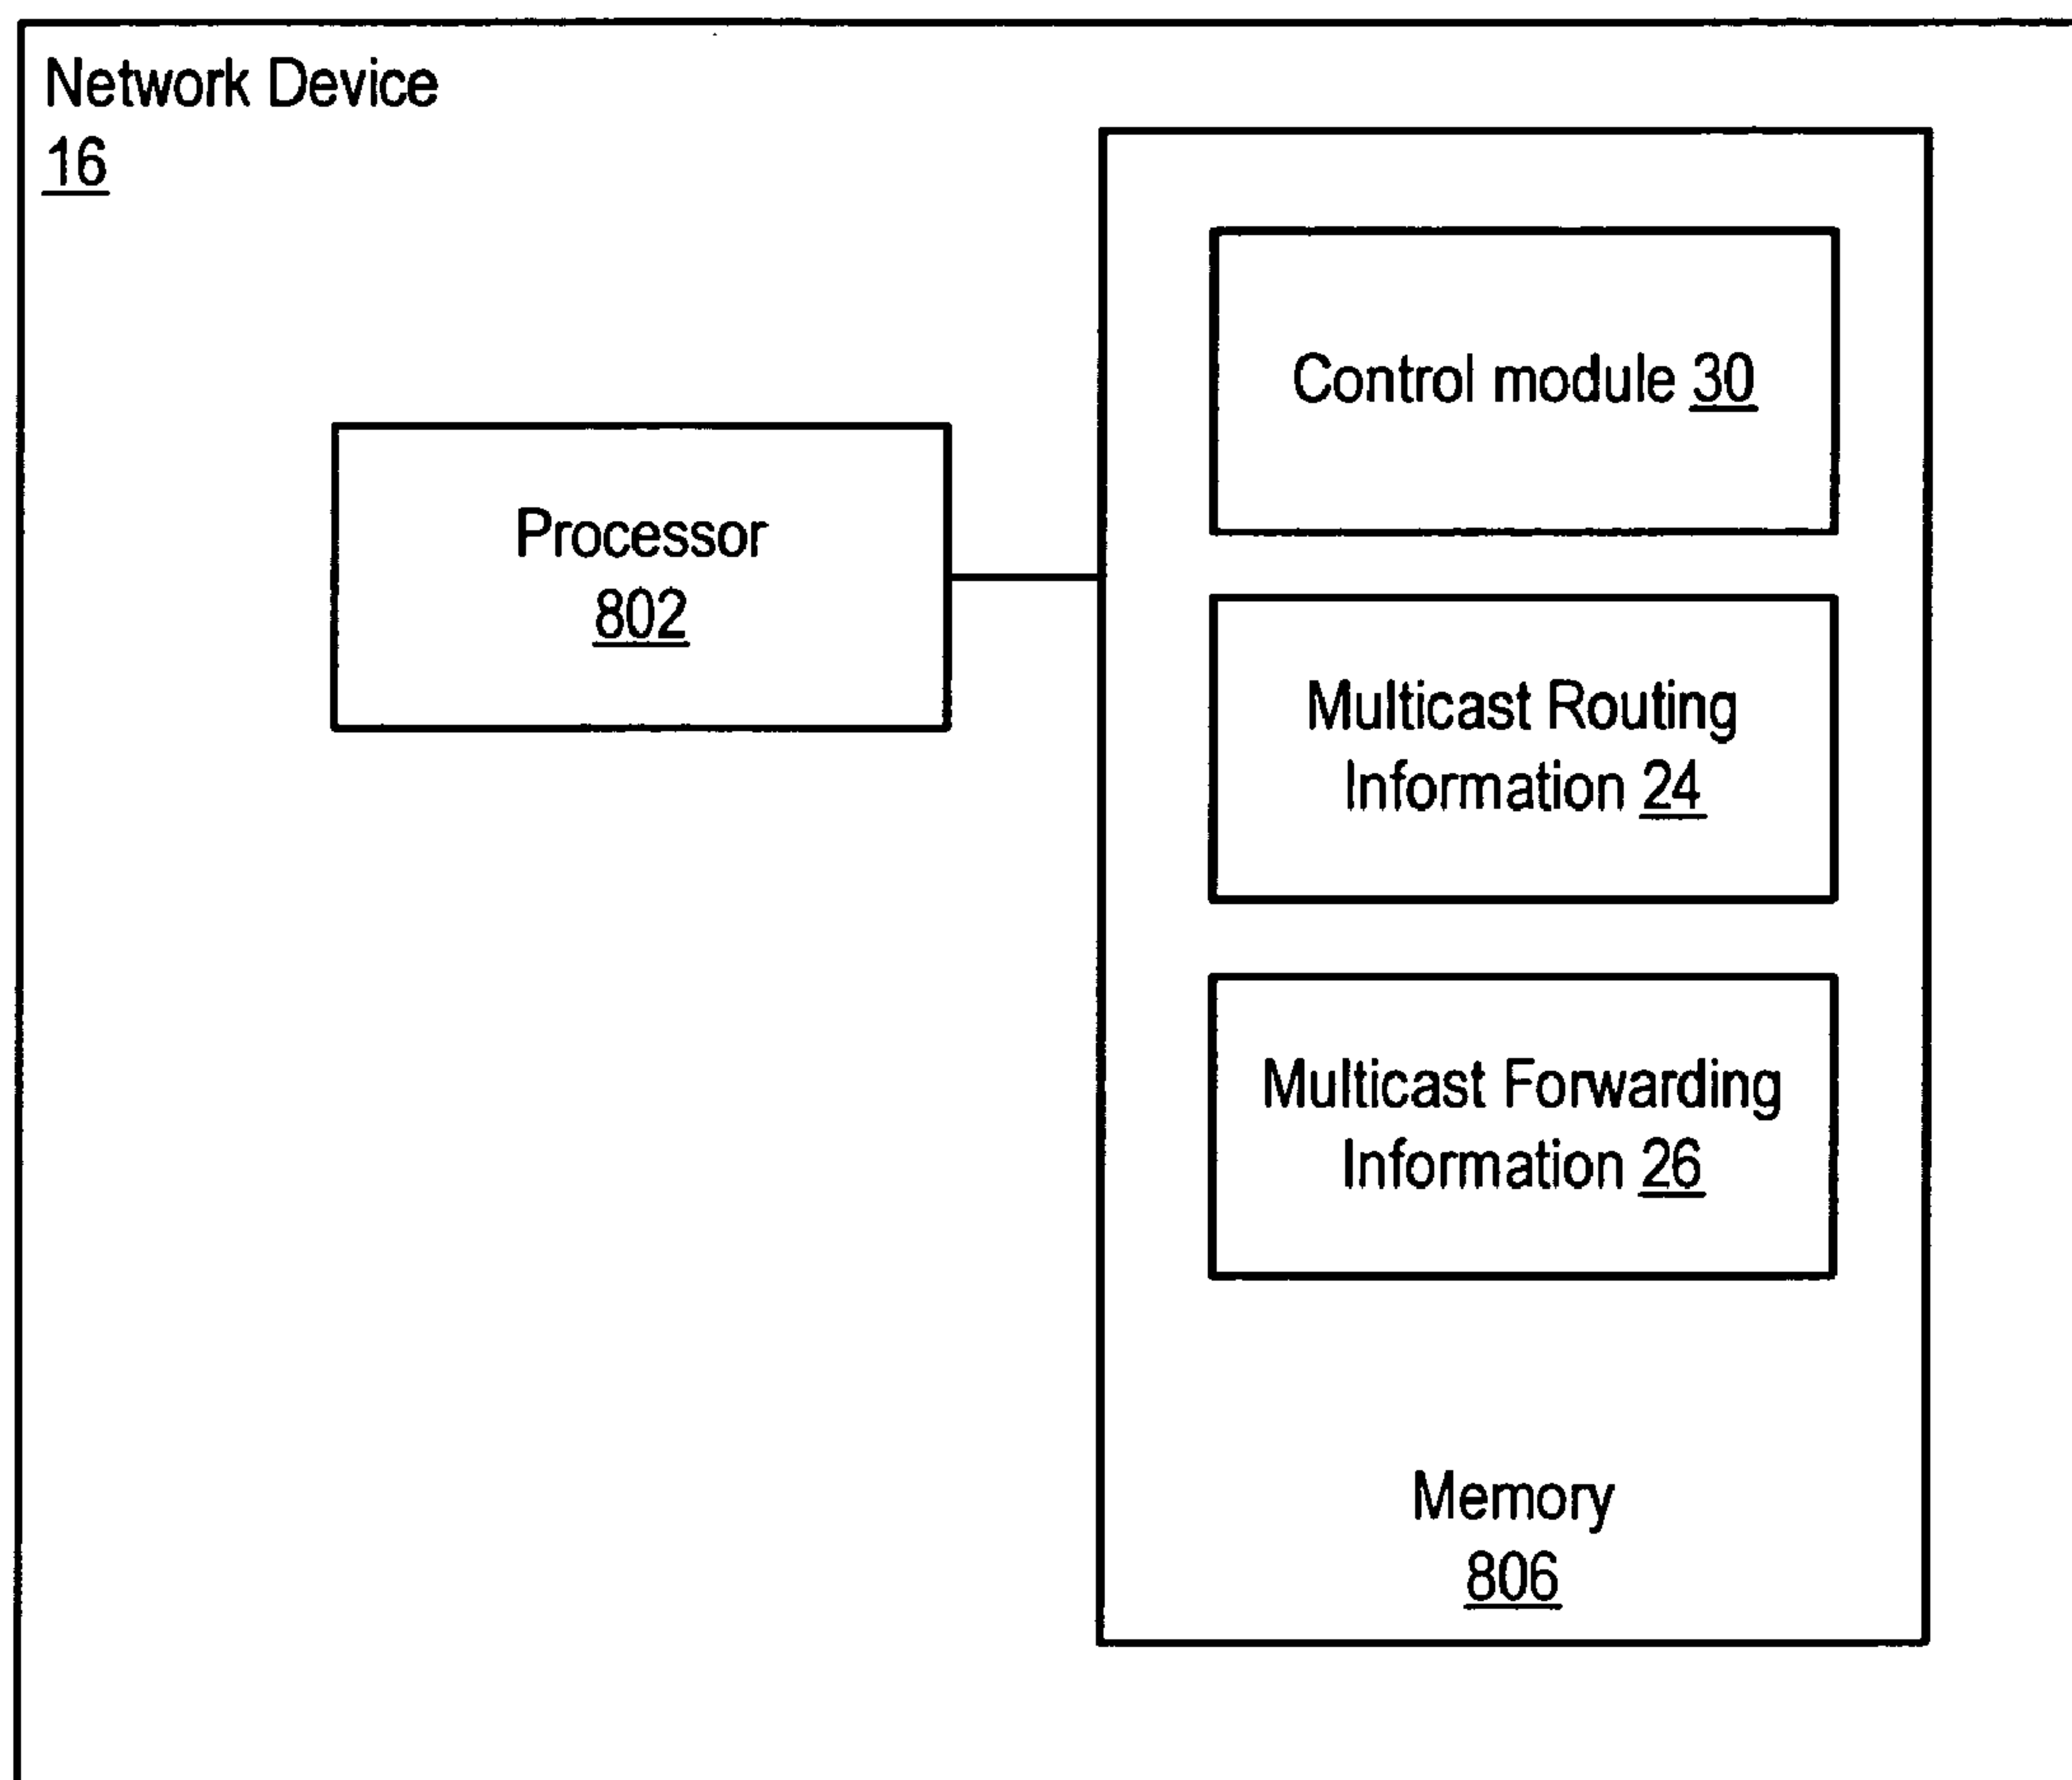 Network Device
16
Control module 30
Processor
802
Multicast Routing
Information 24
Multicast Forwarding
Information 26
Memory
806